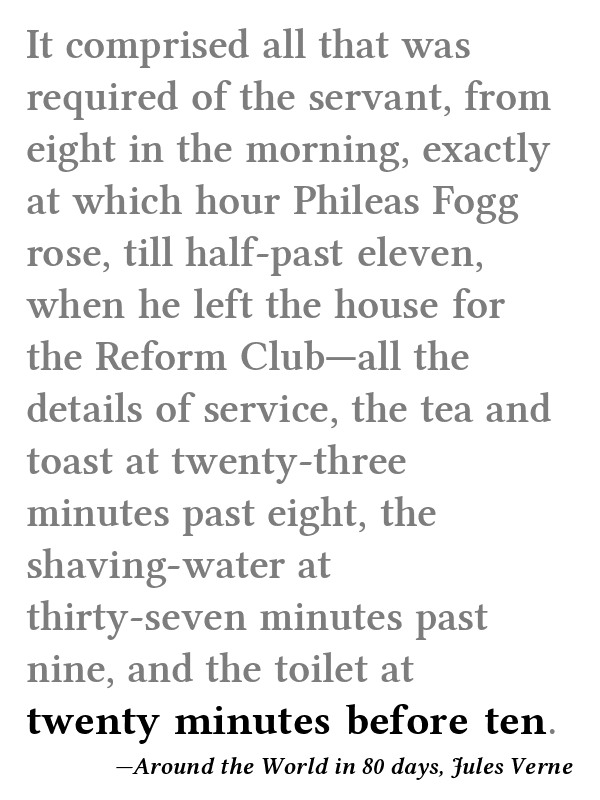 It comprised all that was
required of the servant, from
eight in the morning, exactly
at which hour Phileas Fogg
rose, till half-past eleven,
when he left the house for
the Reform Club—all the
details of service, the tea and
toast at twenty-three
minutes past eight, the
shaving-water at
thirty-seven minutes past
nine, and the toilet at
twenty minutes before ten.
—Around the World in 80 days, Jules Verne